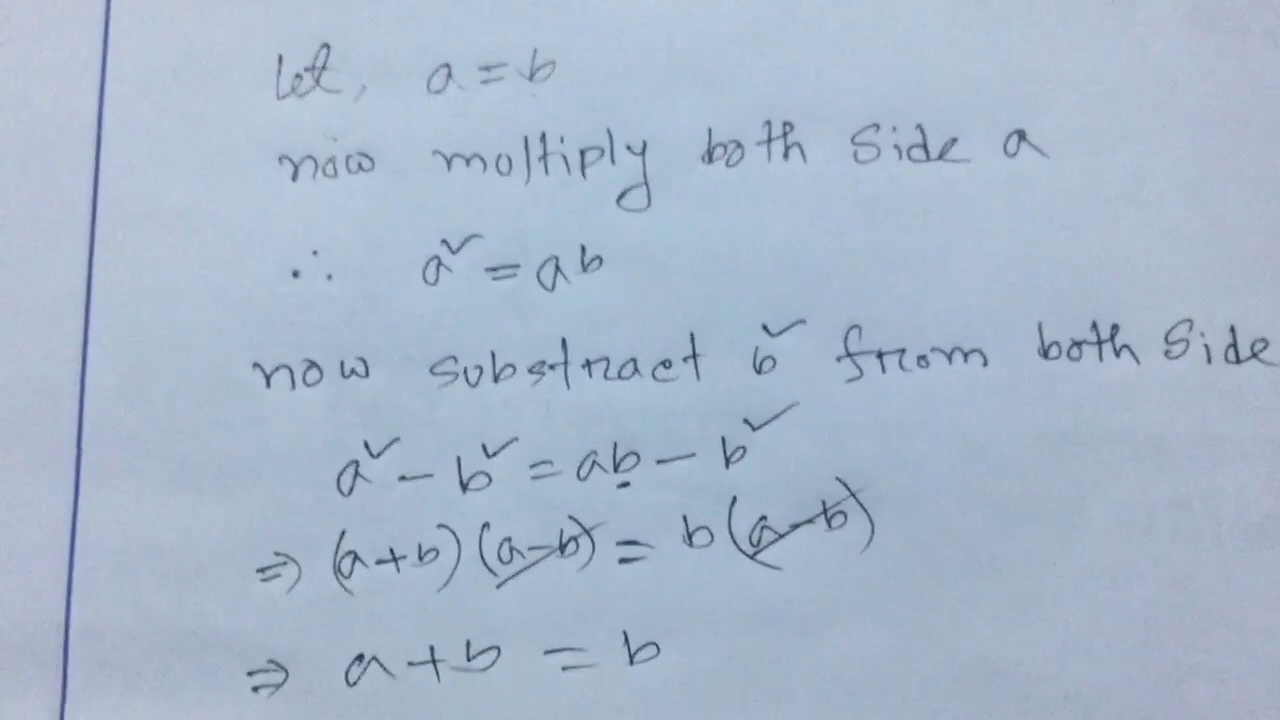 let, a = b
now moltiply both side a
∴ a² = ab
now substract b² from both side
a² - b² = ab - b²
⇒ (a+b)(a-b) = b(a-b)
⇒ a+b = b